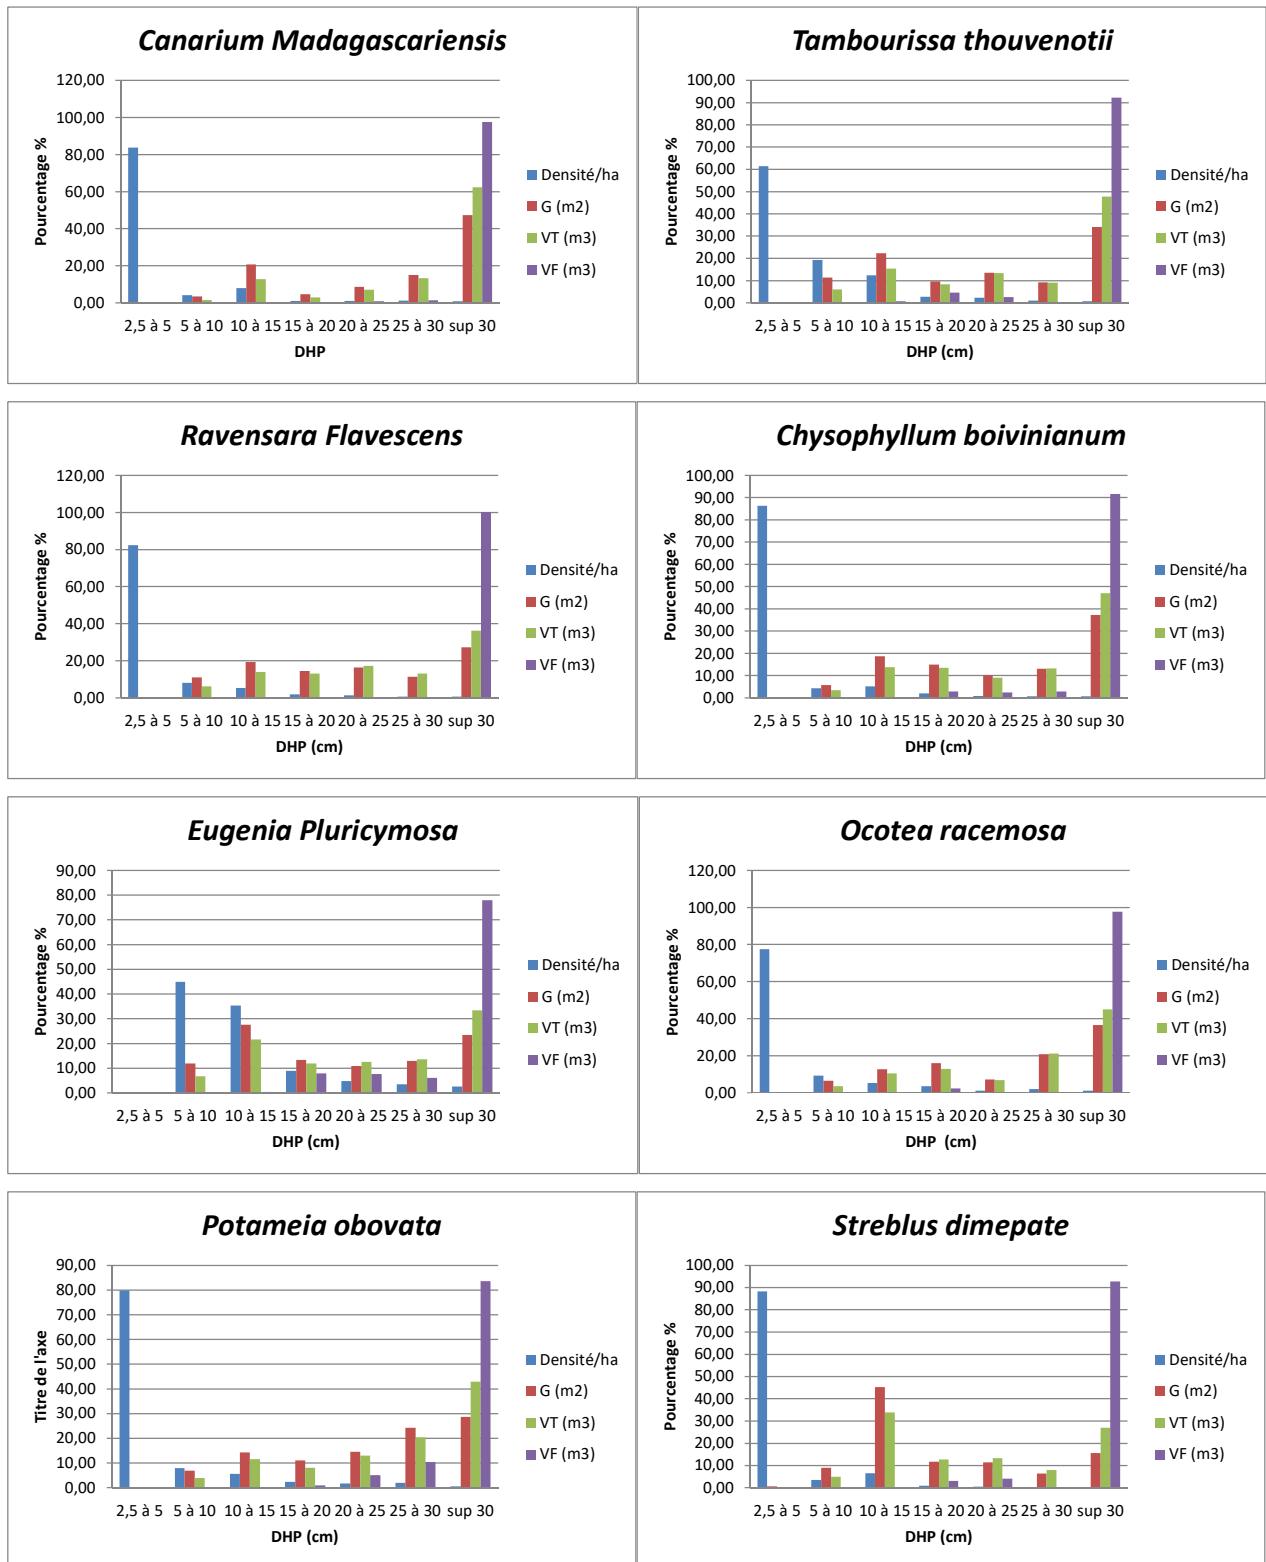 Canarium Madagascariensis
120,00
100,00
80,00
60,00
40,00
20,00
0,00
Pourcentage %
2,5 à 5 5 à 10 10 à 15 15 à 20 20 à 25 25 à 30 sup 30
DHP
Densité/ha
G (m2)
VT (m3)
VF (m3)
Tambourissa thouvenotii
100,00
90,00
80,00
70,00
60,00
50,00
40,00
30,00
20,00
10,00
0,00
Pourcentage %
2,5 à 5 5 à 10 10 à 15 15 à 20 20 à 25 25 à 30 sup 30
DHP (cm)
Densité/ha
G (m2)
VT (m3)
VF (m3)
Ravensara Flavescens
120,00
100,00
80,00
60,00
40,00
20,00
0,00
Pourcentage %
2,5 à 5 5 à 10 10 à 15 15 à 20 20 à 25 25 à 30 sup 30
DHP (cm)
Densité/ha
G (m2)
VT (m3)
VF (m3)
Chysophyllum boivinianum
100,00
90,00
80,00
70,00
60,00
50,00
40,00
30,00
20,00
10,00
0,00
Pourcentage %
2,5 à 5 5 à 10 10 à 15 15 à 20 20 à 25 25 à 30 sup 30
DHP (cm)
Densité/ha
G (m2)
VT (m3)
VF (m3)
Eugenia Pluricymosa
90,00
80,00
70,00
60,00
50,00
40,00
30,00
20,00
10,00
0,00
Pourcentage %
2,5 à 5 5 à 10 10 à 15 15 à 20 20 à 25 25 à 30 sup 30
DHP (cm)
Densité/ha
G (m2)
VT (m3)
VF (m3)
Ocotea racemosa
120,00
100,00
80,00
60,00
40,00
20,00
0,00
Pourcentage %
2,5 à 5 5 à 10 10 à 15 15 à 20 20 à 25 25 à 30 sup 30
DHP (cm)
Densité/ha
G (m2)
VT (m3)
VF (m3)
Potameia obovata
90,00
80,00
70,00
60,00
50,00
40,00
30,00
20,00
10,00
0,00
Titre de l'axe
2,5 à 5 5 à 10 10 à 15 15 à 20 20 à 25 25 à 30 sup 30
DHP (cm)
Densité/ha
G (m2)
VT (m3)
VF (m3)
Streblus dimepate
100,00
90,00
80,00
70,00
60,00
50,00
40,00
30,00
20,00
10,00
0,00
Pourcentage %
2,5 à 5 5 à 10 10 à 15 15 à 20 20 à 25 25 à 30 sup 30
DHP (cm)
Densité/ha
G (m2)
VT (m3)
VF (m3)